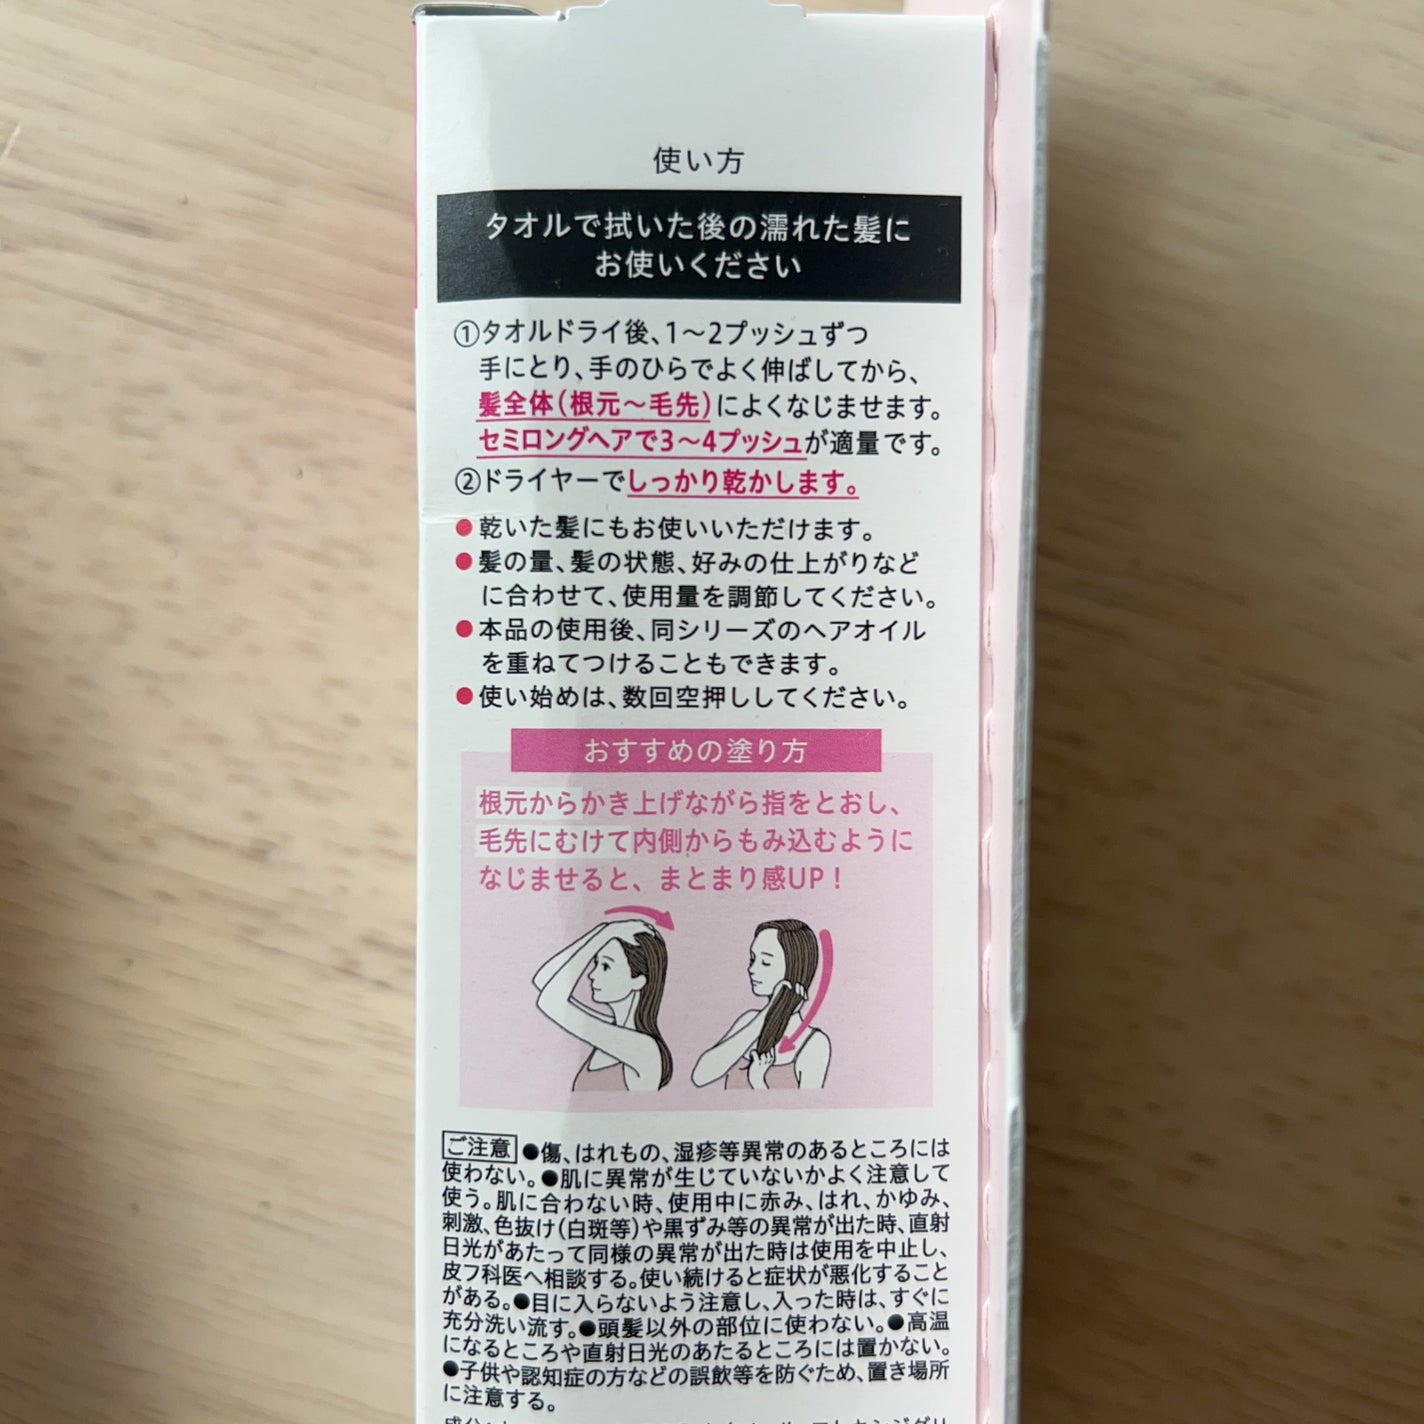 使い方
タオルで拭いた後の濡れた髪に
お使いください
①タオルドライ後、1〜2プッシュずつ
手にとり、手のひらでよく伸ばしてから、
髪全体(根元〜毛先)によくなじませます。
セミロングヘアで3〜4プッシュが適量です。
②ドライヤーでしっかり乾かします。
●乾いた髪にもお使いいただけます。
●髪の量、髪の状態、好みの仕上がりなど
に合わせて、使用量を調節してください。
●本品の使用後、同シリーズのヘアオイル
を重ねてつけることもできます。
●使い始めは、数回空押ししてください。
おすすめの塗り方
根元からかき上げながら指をとおし、
毛先にむけて内側からもみ込むように
なじませると、まとまり感UP！
ご注意 ●傷、はれもの、湿疹等異常のあるところには
使わない。●肌に異常が生じていないかよく注意して
使う。肌に合わない時、使用中に赤み、はれ、かゆみ、
刺激、色抜け(白斑等)や黒ずみ等の異常が出た時、直射
日光があたって同様の異常が出た時は使用を中止し、
皮フ科医へ相談する。使い続けると症状が悪化すること
がある。●目に入らないよう注意し、入った時は、すぐに
充分洗い流す。●頭髪以外の部位に使わない。●高温
になるところや直射日光のあたるところには置かない。
●子供や認知症の方などの誤飲等を防ぐため、置き場所
に注意する。